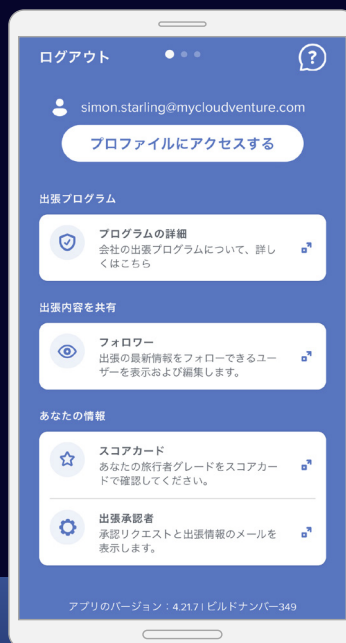 ログアウト
?
simon.starling@mycloudventure.com
プロファイルにアクセスする
出張プログラム
プログラムの詳細
会社の出張プログラムについて、詳し
くはこちら
出張内容を共有
フォロワー
出張の最新情報をフォローできるユー
ザーを表示および編集します。
あなたの情報
スコアカード
あなたの旅行者グレードをスコアカー
ドで確認してください。
出張承認者
承認リクエストと出張情報のメールを
表示します。
アプリのバージョン：4.21.7 | ビルドナンバー349